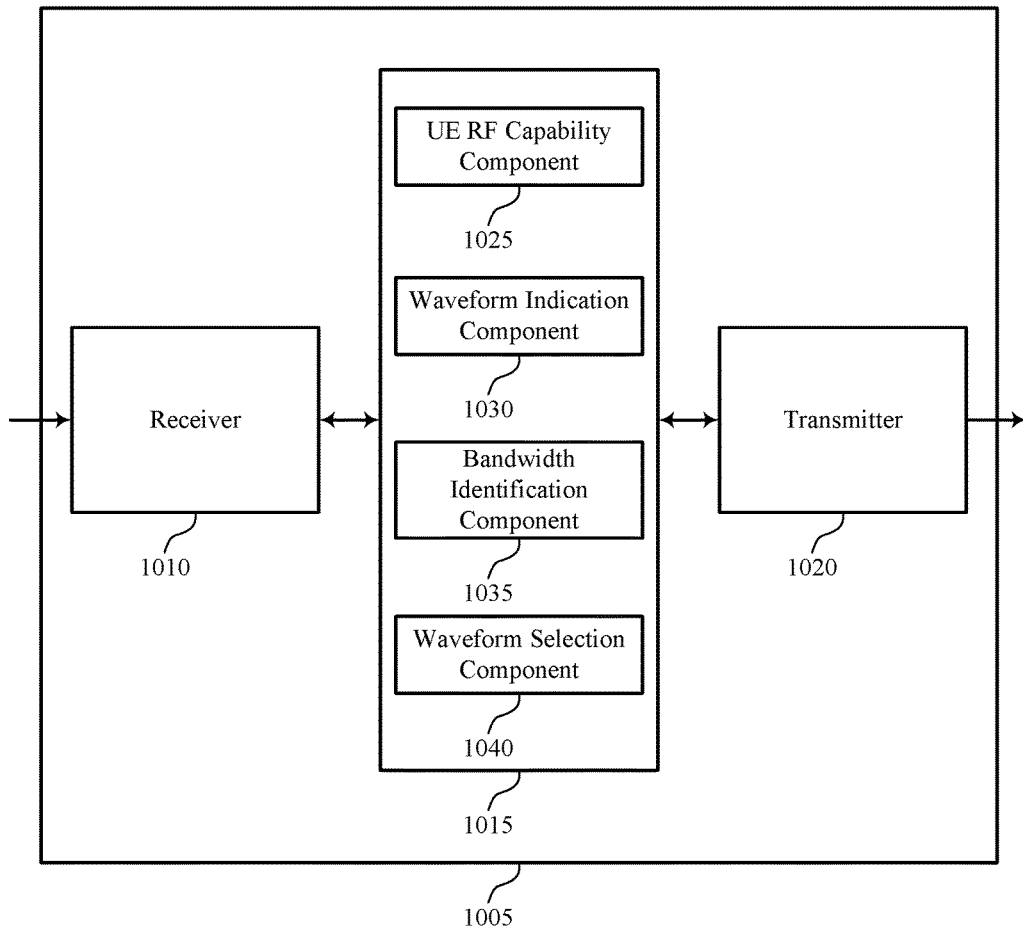 UE RF Capability
Component
1025
Waveform Indication
Component
1030
Receiver
1010
Bandwidth
Identification
Component
1035
Transmitter
1020
Waveform Selection
Component
1040
1015
1005